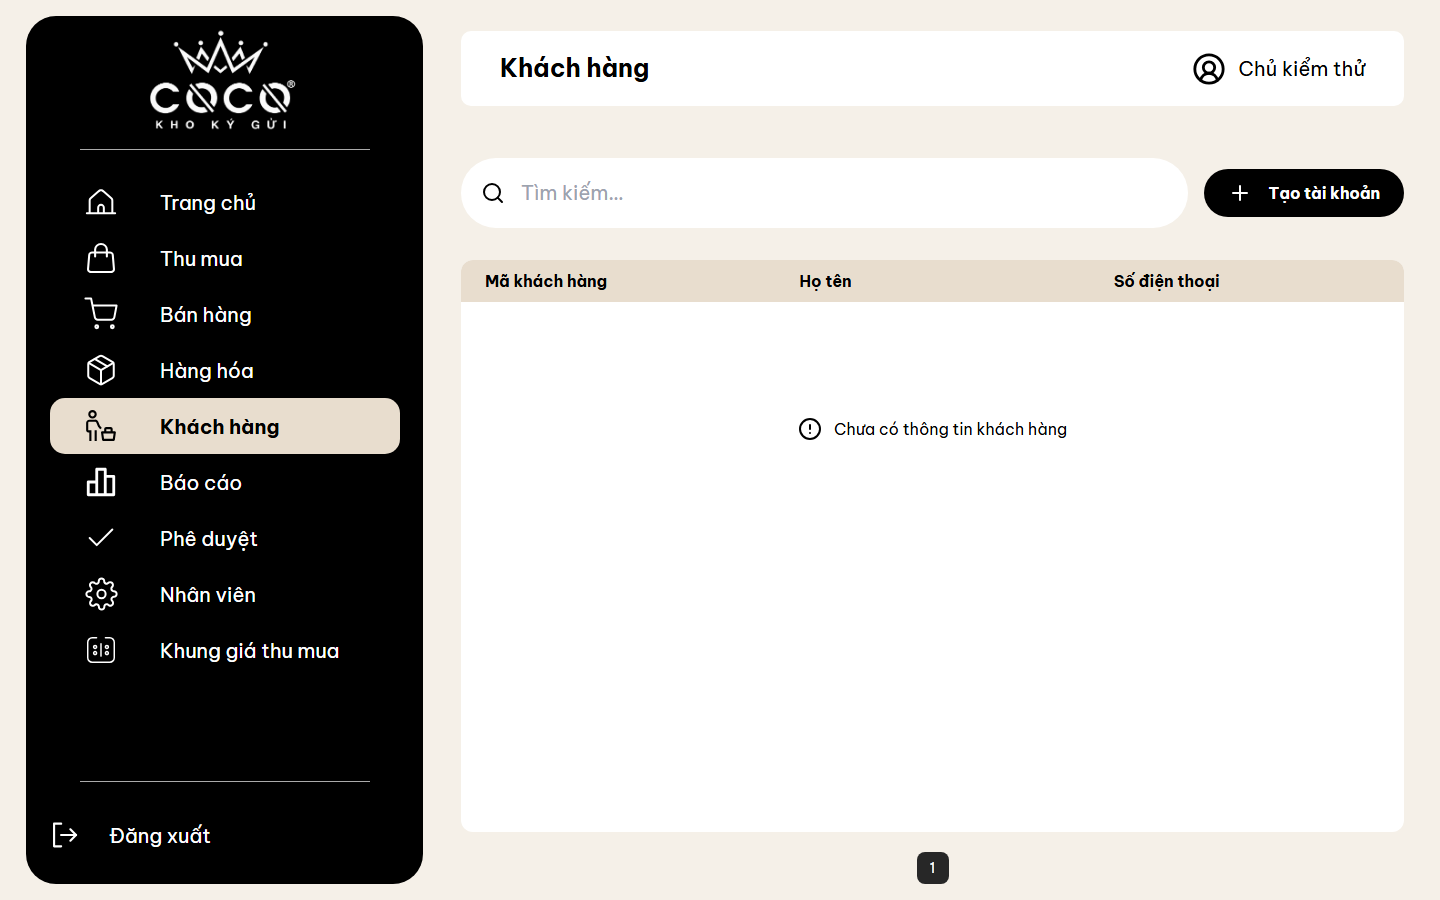 COCO®
KHO KÝ GỬI
Trang chủ
Thu mua
Bán hàng
Hàng hóa
Khách hàng
Báo cáo
Phê duyệt
Nhân viên
Khung giá thu mua
Đăng xuất
Khách hàng
Chủ kiểm thử
Tìm kiếm...
Tạo tài khoản
Mã khách hàng Họ tên Số điện thoại
Chưa có thông tin khách hàng
1